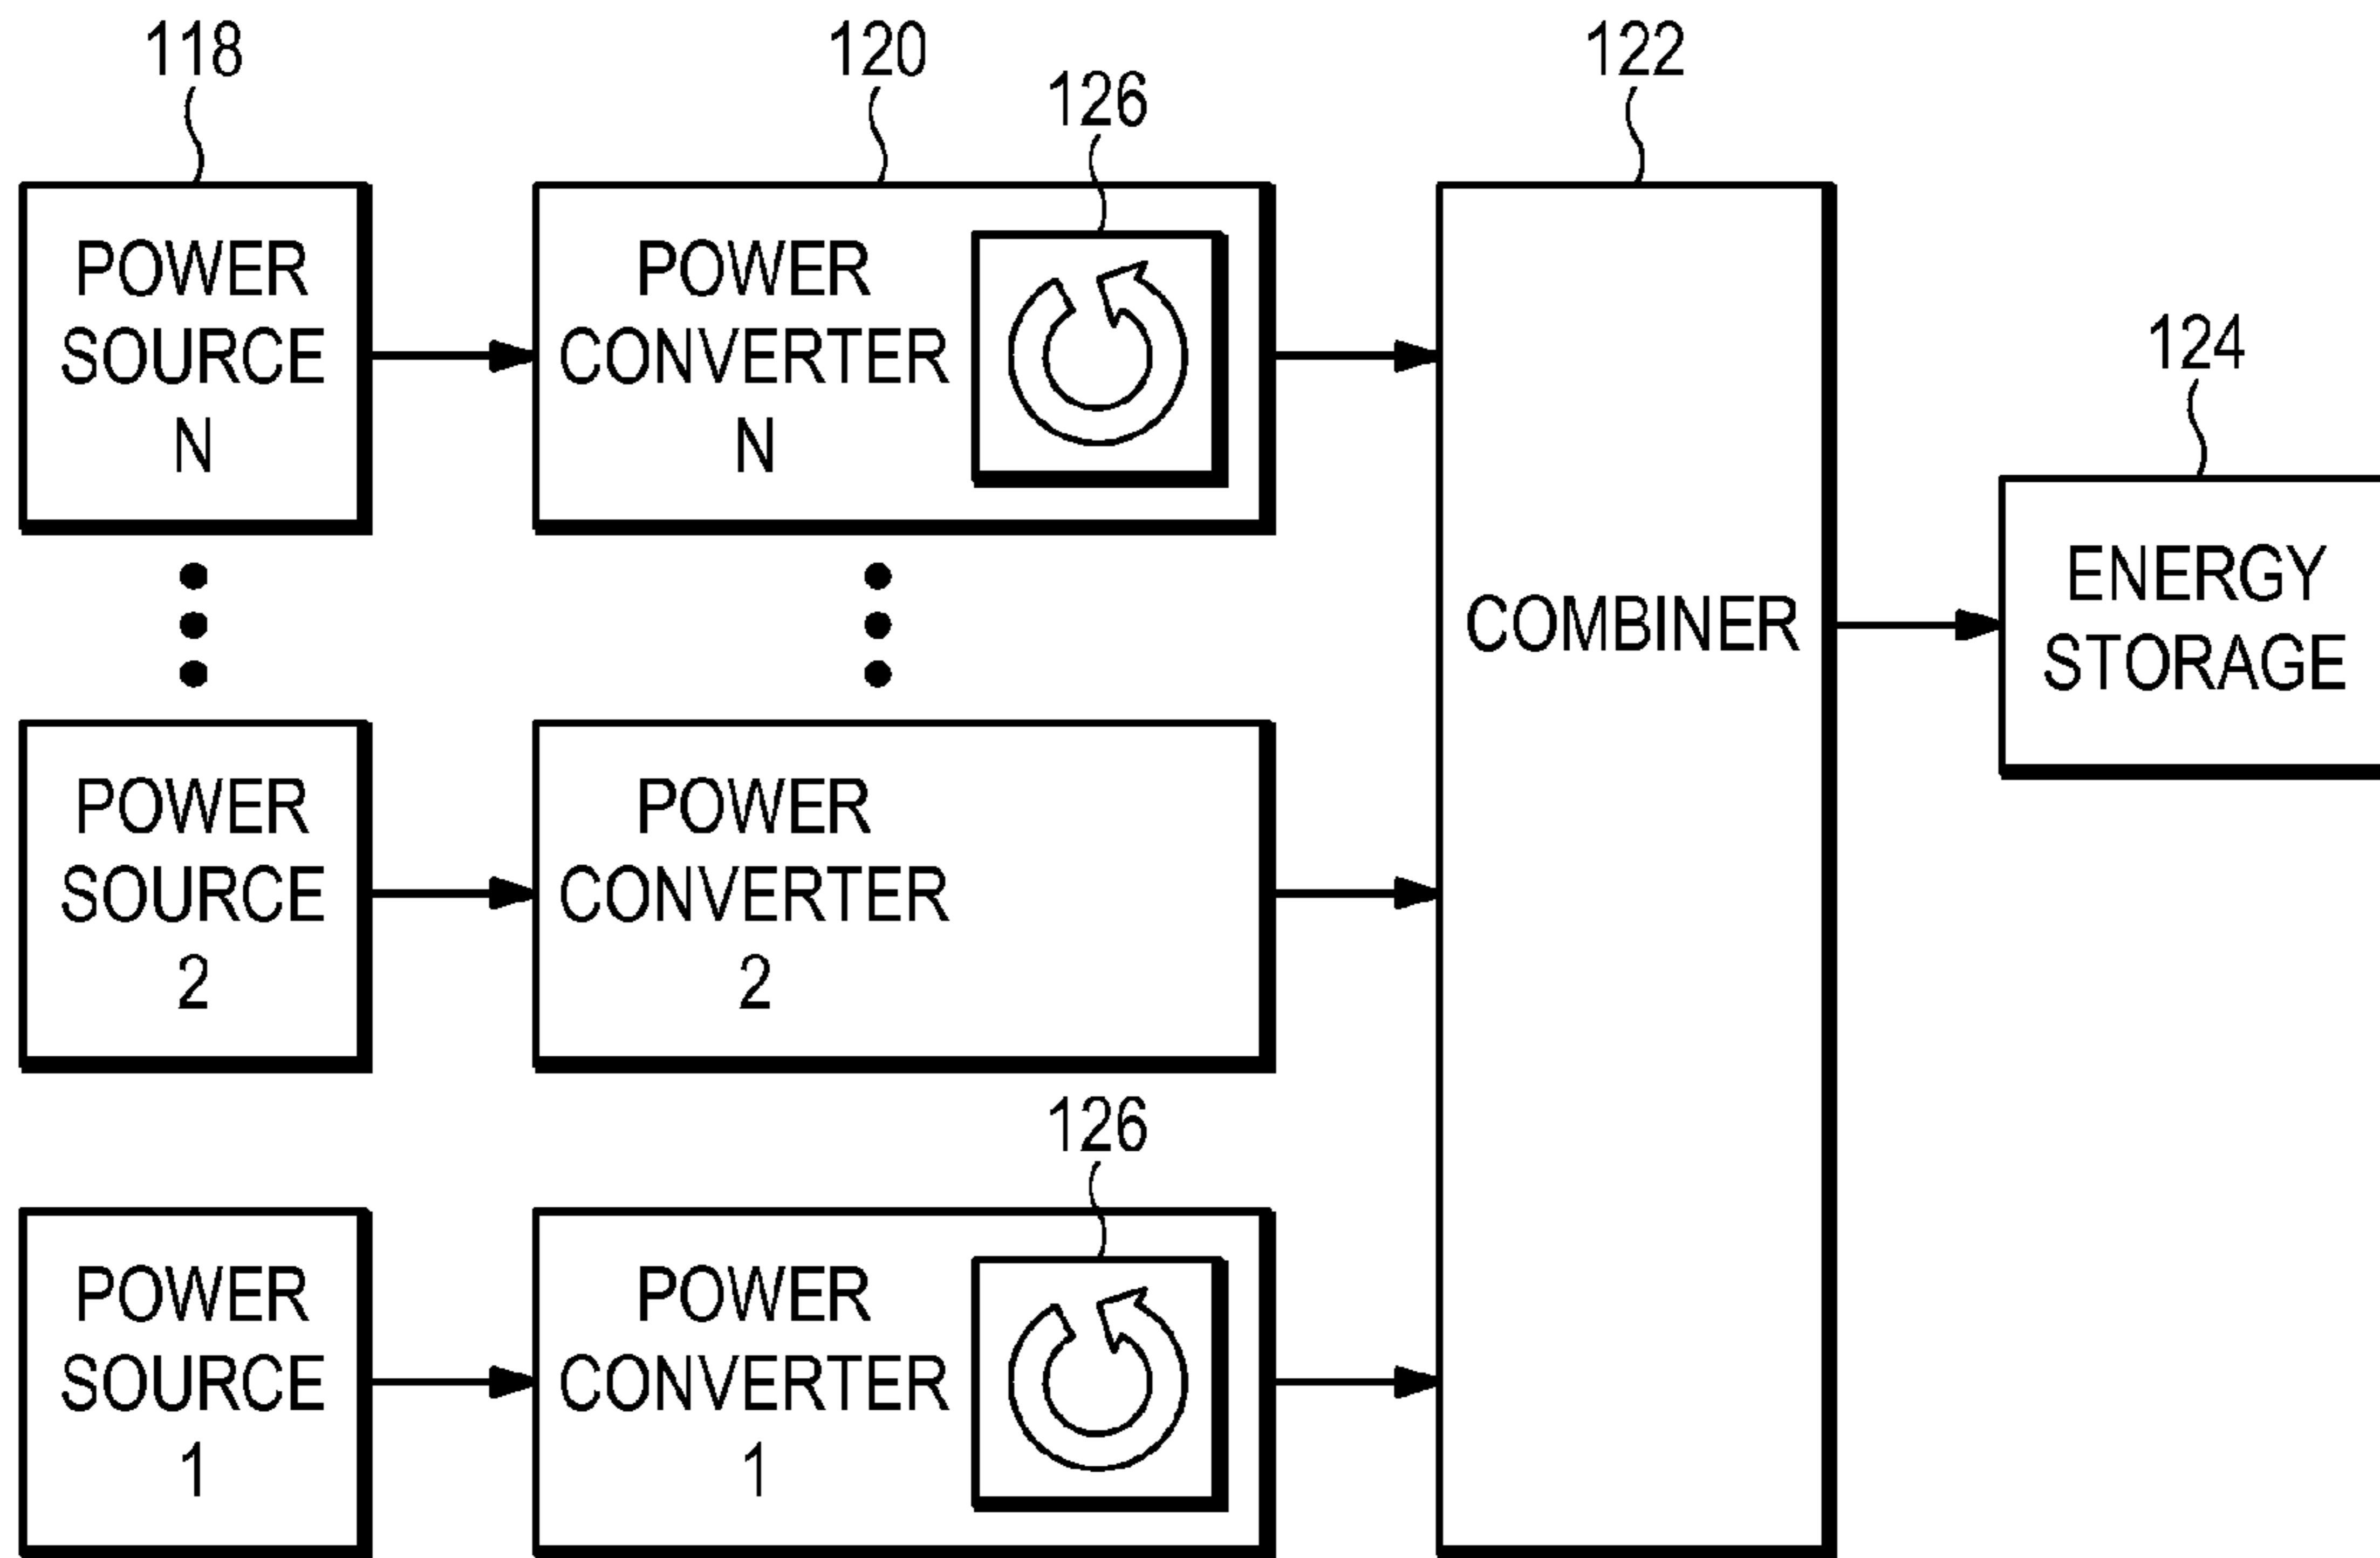 118
120
126
122
POWER
SOURCE
N
POWER
CONVERTER
N
124
COMBINER
ENERGY
STORAGE
POWER
SOURCE
2
POWER
CONVERTER
2
126
POWER
SOURCE
1
POWER
CONVERTER
1